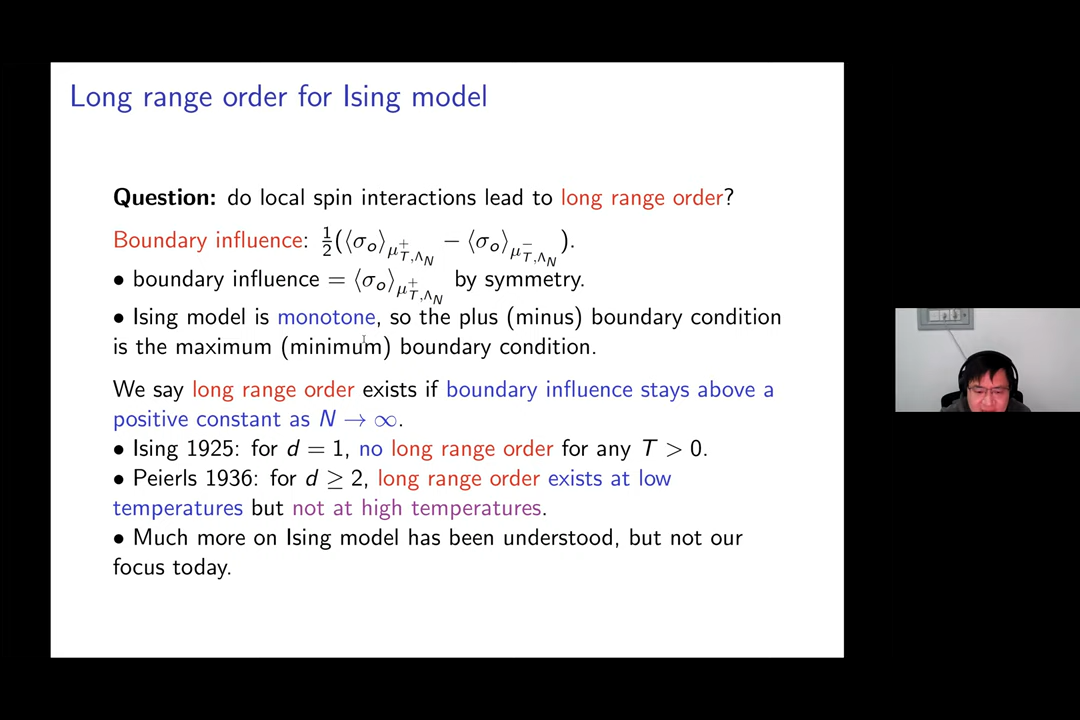 Long range order for Ising model
Question: do local spin interactions lead to long range order?
Boundary influence: ½(⟨σ_o⟩_{μ^+_{T,Λ_N}} − ⟨σ_o⟩_{μ^-_{T,Λ_N}}).
• boundary influence = ⟨σ_o⟩_{μ^+_{T,Λ_N}} by symmetry.
• Ising model is monotone, so the plus (minus) boundary condition
is the maximum (minimum) boundary condition.
We say long range order exists if boundary influence stays above a
positive constant as N → ∞.
• Ising 1925: for d = 1, no long range order for any T > 0.
• Peierls 1936: for d ≥ 2, long range order exists at low
temperatures but not at high temperatures.
• Much more on Ising model has been understood, but not our
focus today.